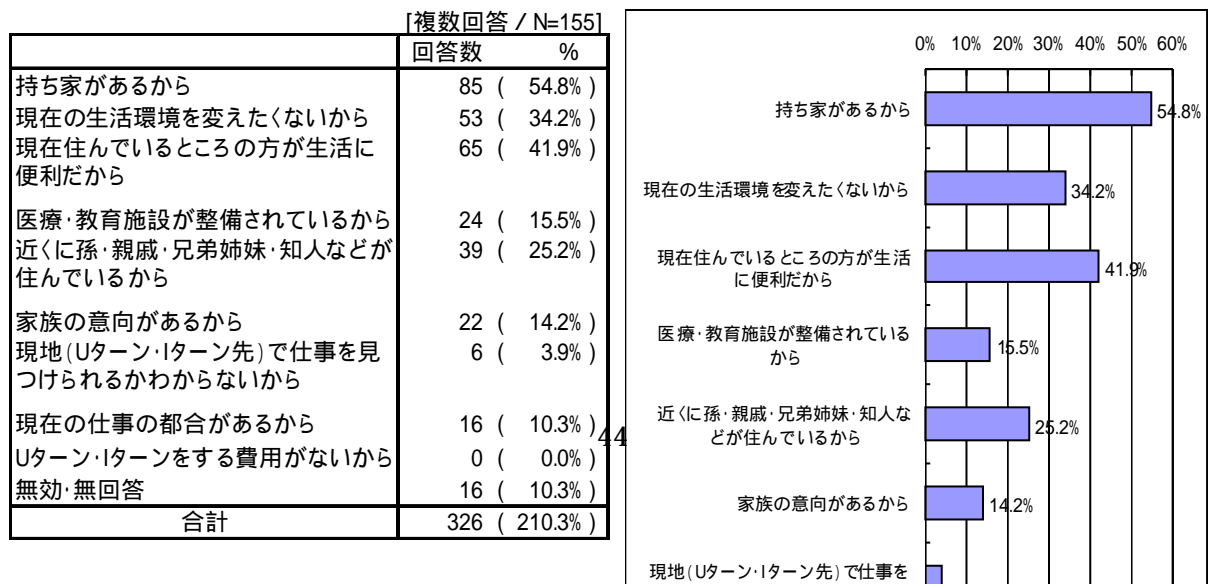 [複数回答 / N=155]
回答数 %
持ち家があるから 85 ( 54.8% )
現在の生活環境を変えたくないから 53 ( 34.2% )
現在住んでいるところの方が生活に 65 ( 41.9% )
便利だから
医療・教育施設が整備されているから 24 ( 15.5% )
近くに孫・親戚・兄弟姉妹・知人などが 39 ( 25.2% )
住んでいるから
家族の意向があるから 22 ( 14.2% )
現地(Uターン・Iターン先)で仕事を見 6 ( 3.9% )
つけられるかわからないから
現在の仕事の都合があるから 16 ( 10.3% )
Uターン・Iターンをする費用がないから 0 ( 0.0% )
無効・無回答 16 ( 10.3% )
合計 326 ( 210.3% )
44
0% 10% 20% 30% 40% 50% 60%
持ち家があるから 54.8%
現在の生活環境を変えたくないから 34.2%
現在住んでいるところの方が生活
に便利だから 41.9%
医療・教育施設が整備されている
から 15.5%
近くに孫・親戚・兄弟姉妹・知人な
どが住んでいるから 25.2%
家族の意向があるから 14.2%
現地(Uターン・Iターン先)で仕事を